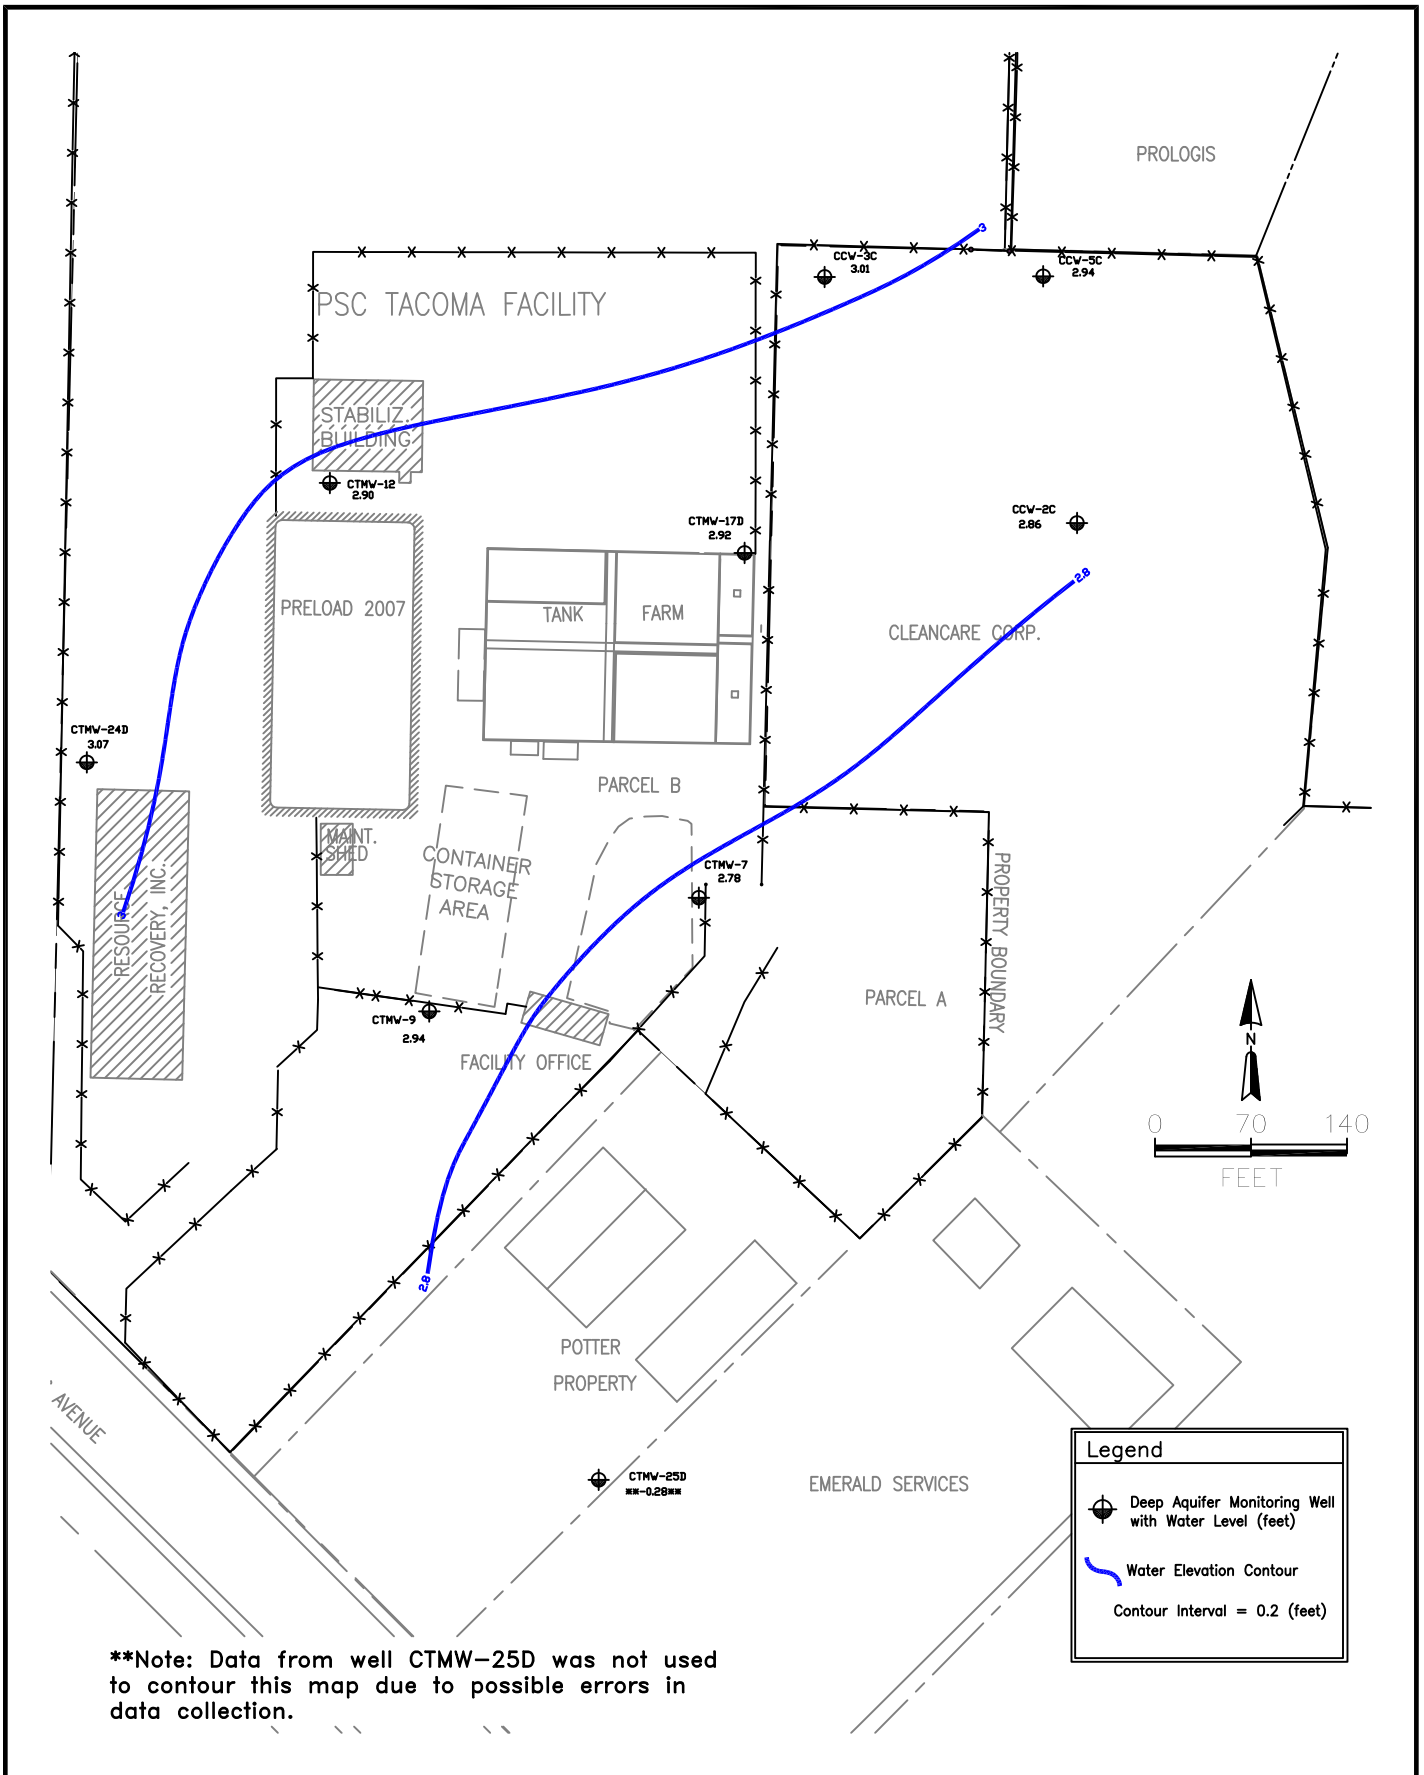 PROLOGIS
3
CCW-3C
3.01
CCW-5C
2.94
PSC TACOMA FACILITY
STABILIZ.
BUILDING
CTMW-12
2.90
CTMW-17D
2.92
CCW-2C
2.86
2.8
PRELOAD 2007
TANK
FARM
CLEANCARE CORP.
CTMW-24D
3.07
PARCEL B
MAINT.
SHED
CONTAINER
STORAGE
AREA
CTMW-7
2.78
RESOURCE
RECOVERY, INC.
3
PROPERTY BOUNDARY
PARCEL A
CTMW-9
2.94
FACILITY OFFICE
N
0 70 140
FEET
2.8
POTTER
PROPERTY
AVENUE
CTMW-25D
**-0.28**
EMERALD SERVICES
Legend
Deep Aquifer Monitoring Well
with Water Level (feet)
Water Elevation Contour
Contour Interval = 0.2 (feet)
**Note: Data from well CTMW-25D was not used
to contour this map due to possible errors in
data collection.